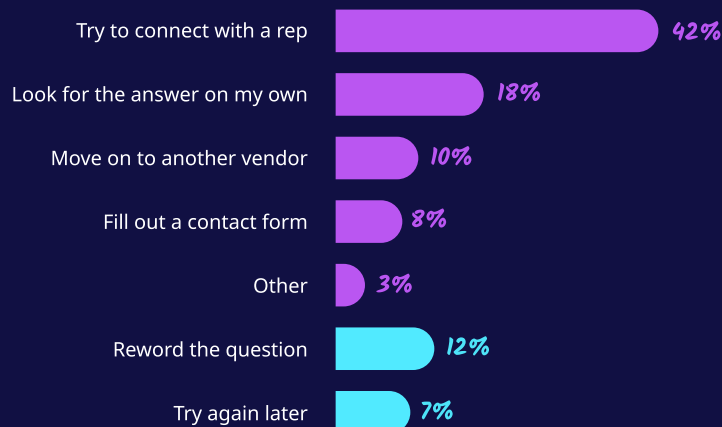 Try to connect with a rep 42%
Look for the answer on my own 18%
Move on to another vendor 10%
Fill out a contact form 8%
Other 3%
Reword the question 12%
Try again later 7%